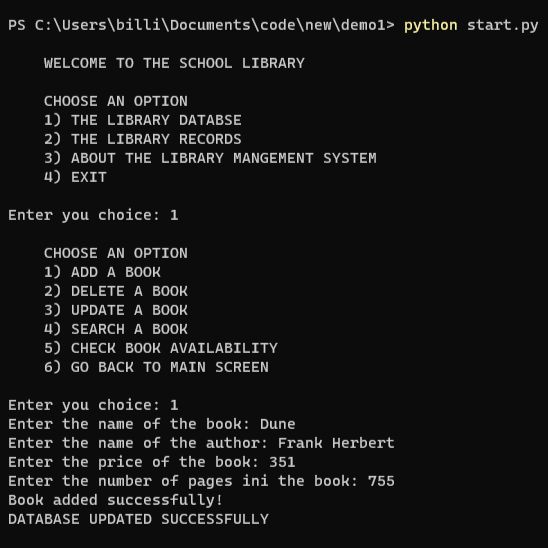 PS C:\Users\billi\Documents\code\new\demo1> python start.py
WELCOME TO THE SCHOOL LIBRARY
CHOOSE AN OPTION
1) THE LIBRARY DATABSE
2) THE LIBRARY RECORDS
3) ABOUT THE LIBRARY MANGEMENT SYSTEM
4) EXIT
Enter you choice: 1
CHOOSE AN OPTION
1) ADD A BOOK
2) DELETE A BOOK
3) UPDATE A BOOK
4) SEARCH A BOOK
5) CHECK BOOK AVAILABILITY
6) GO BACK TO MAIN SCREEN
Enter you choice: 1
Enter the name of the book: Dune
Enter the name of the author: Frank Herbert
Enter the price of the book: 351
Enter the number of pages ini the book: 755
Book added successfully!
DATABASE UPDATED SUCCESSFULLY